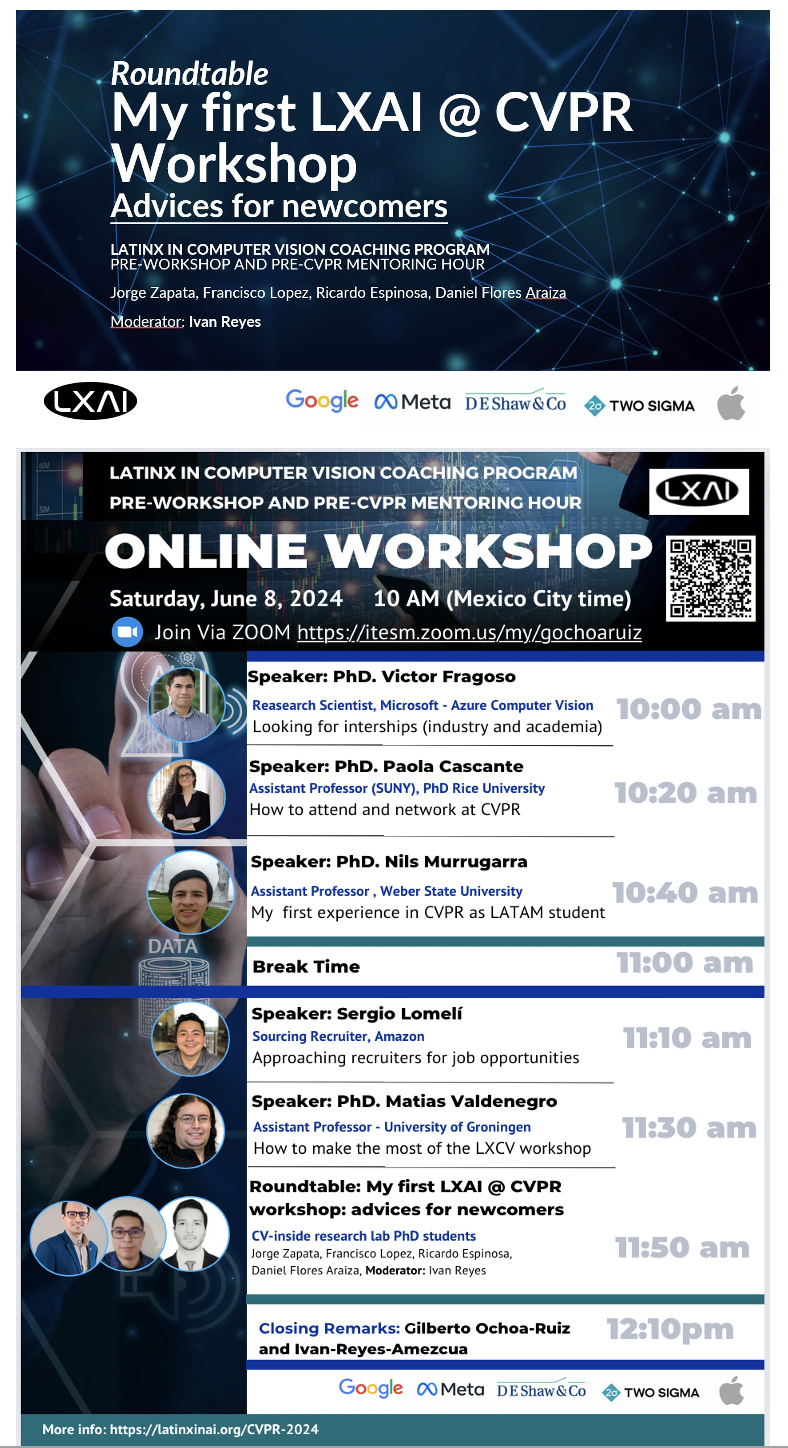 Roundtable
My first LXAI @ CVPR
Workshop
Advices for newcomers
LATINX IN COMPUTER VISION COACHING PROGRAM
PRE-WORKSHOP AND PRE-CVPR MENTORING HOUR
Jorge Zapata, Francisco Lopez, Ricardo Espinosa, Daniel Flores Araiza
Moderator: Ivan Reyes
LXAI
Google Meta DE Shaw & Co 2σ TWO SIGMA
LATINX IN COMPUTER VISION COACHING PROGRAM
PRE-WORKSHOP AND PRE-CVPR MENTORING HOUR
LXAI
ONLINE WORKSHOP
Saturday, June 8, 2024 10 AM (Mexico City time)
Join Via ZOOM https://itesm.zoom.us/my/gochoaruiz
Speaker: PhD. Victor Fragoso
Reasearch Scientist, Microsoft - Azure Computer Vision
Looking for interships (industry and academia)
10:00 am
Speaker: PhD. Paola Cascante
Assistant Professor (SUNY), PhD Rice University
How to attend and network at CVPR
10:20 am
Speaker: PhD. Nils Murrugarra
Assistant Professor , Weber State University
My first experience in CVPR as LATAM student
10:40 am
DATA
Break Time
11:00 am
Speaker: Sergio Lomelí
Sourcing Recruiter, Amazon
Approaching recruiters for job opportunities
11:10 am
Speaker: PhD. Matias Valdenegro
Assistant Professor - University of Groningen
How to make the most of the LXCV workshop
11:30 am
Roundtable: My first LXAI @ CVPR
workshop: advices for newcomers
CV-inside research lab PhD students
Jorge Zapata, Francisco Lopez, Ricardo Espinosa,
Daniel Flores Araiza, Moderator: Ivan Reyes
11:50 am
Closing Remarks: Gilberto Ochoa-Ruiz
and Ivan-Reyes-Amezcua
12:10pm
Google Meta DE Shaw & Co 2σ TWO SIGMA
More info: https://latinxinai.org/CVPR-2024